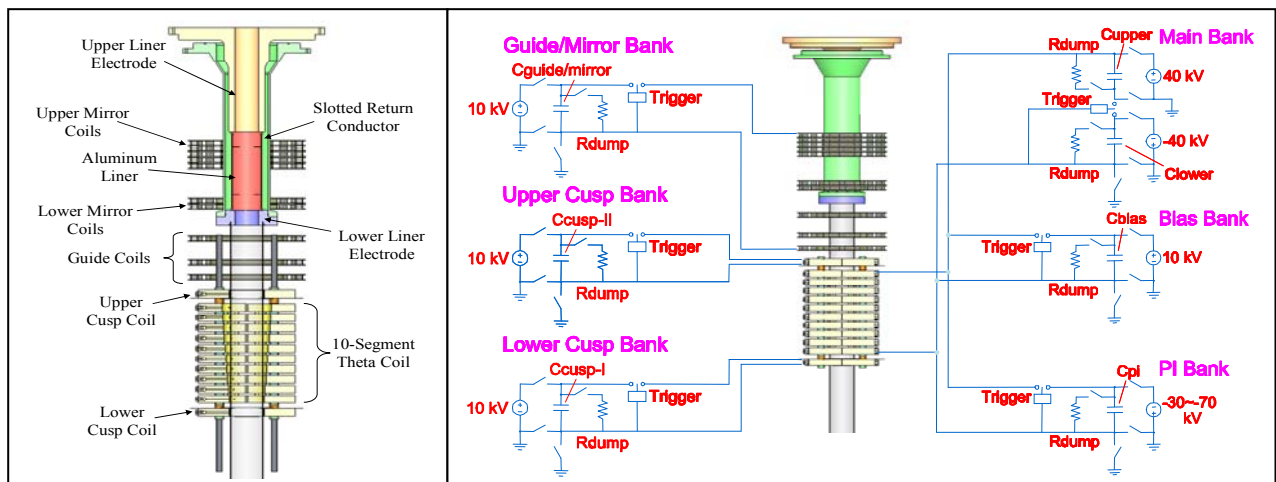 Upper Liner
Electrode
Upper Mirror
Coils
Slotted Return
Conductor
Aluminum
Liner
Lower Mirror
Coils
Lower Liner
Electrode
Guide Coils
Upper
Cusp Coil
10-Segment
Theta Coil
Lower
Cusp Coil
Guide/Mirror Bank
Cguide/mirror
10 kV
Trigger
Rdump
Upper Cusp Bank
Ccusp-II
10 kV
Trigger
Rdump
Lower Cusp Bank
Ccusp-I
10 kV
Trigger
Rdump
Main Bank
Cupper
Rdump
40 kV
Trigger
-40 kV
Rdump
Clower
Bias Bank
Cbias
Trigger
10 kV
Rdump
PI Bank
Cpi
Trigger
-30~-70
kV
Rdump